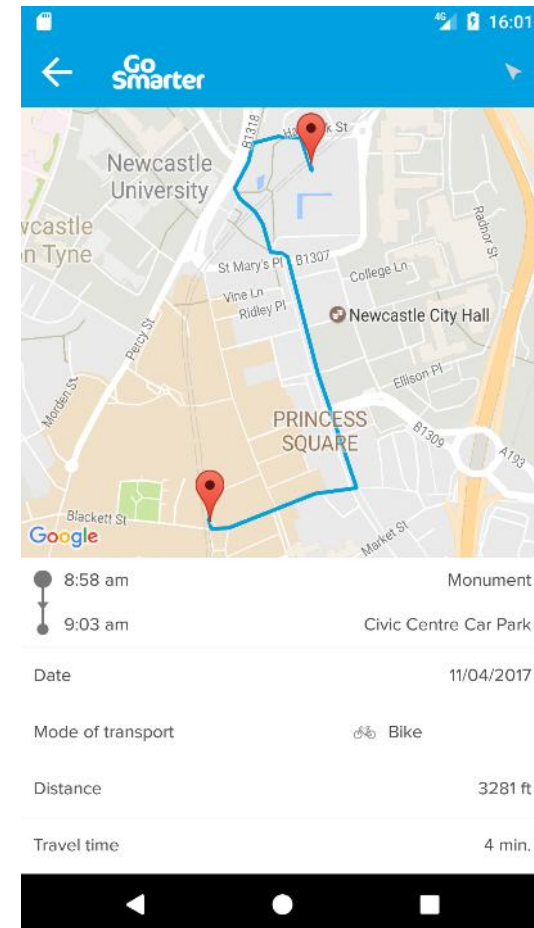 4G 16:01
Go
Smarter
B1318
k St
Newcastle
University
vcastle
n Tyne
Radnor St
St Mary's Pl
B1307
College Ln
Vine Ln
Ridley Pl
Newcastle City Hall
Percy St
Ellison Pl
Morden St
PRINCESS
SQUARE
B1309
A193
Blackett St
Market St
Google
8:58 am Monument
9:03 am Civic Centre Car Park
Date 11/04/2017
Mode of transport Bike
Distance 3281 ft
Travel time 4 min.